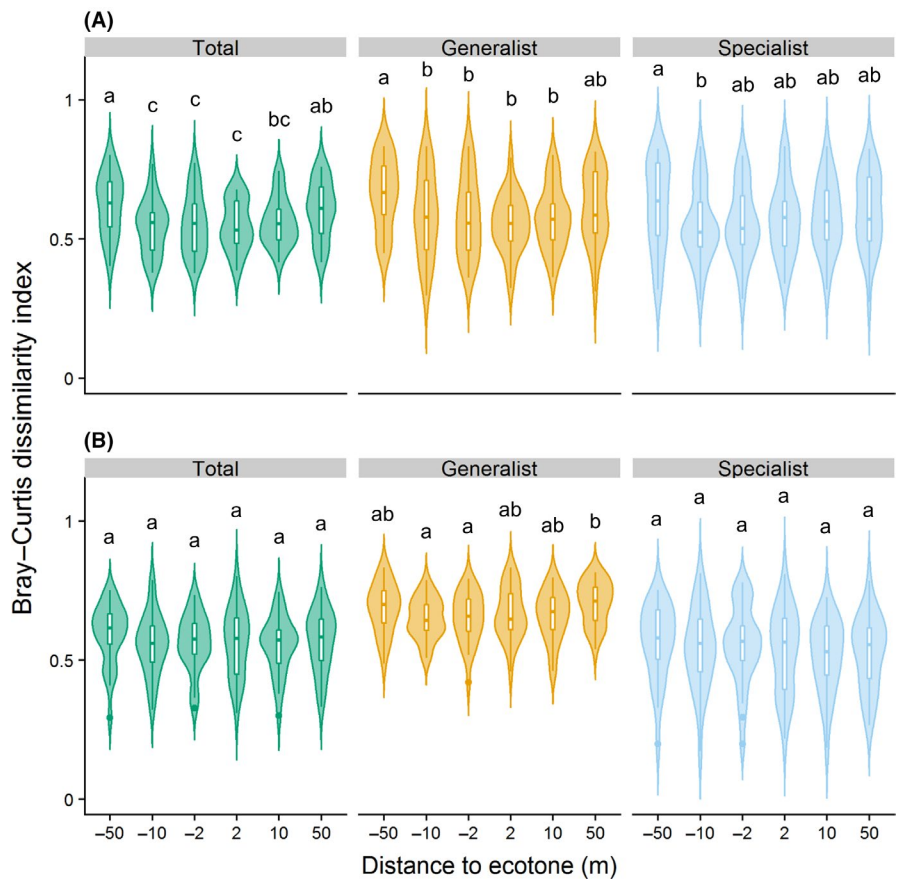 (A)
Total Generalist Specialist
a c c c bc ab a b b b b ab a b ab ab ab ab
1
0.5
0
Bray–Curtis dissimilarity index
(B)
Total Generalist Specialist
a a a a a a ab a a ab ab b a a a a a a
1
0.5
0
–50 –10 –2 2 10 50 –50 –10 –2 2 10 50 –50 –10 –2 2 10 50
Distance to ecotone (m)